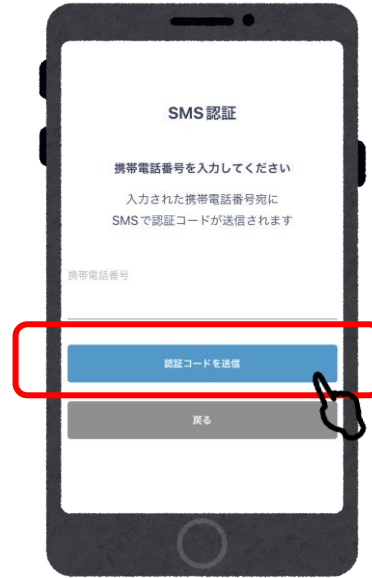 SMS認証
携帯電話番号を入力してください
入力された携帯電話番号宛に
SMSで認証コードが送信されます
携帯電話番号
認証コードを送信
戻る